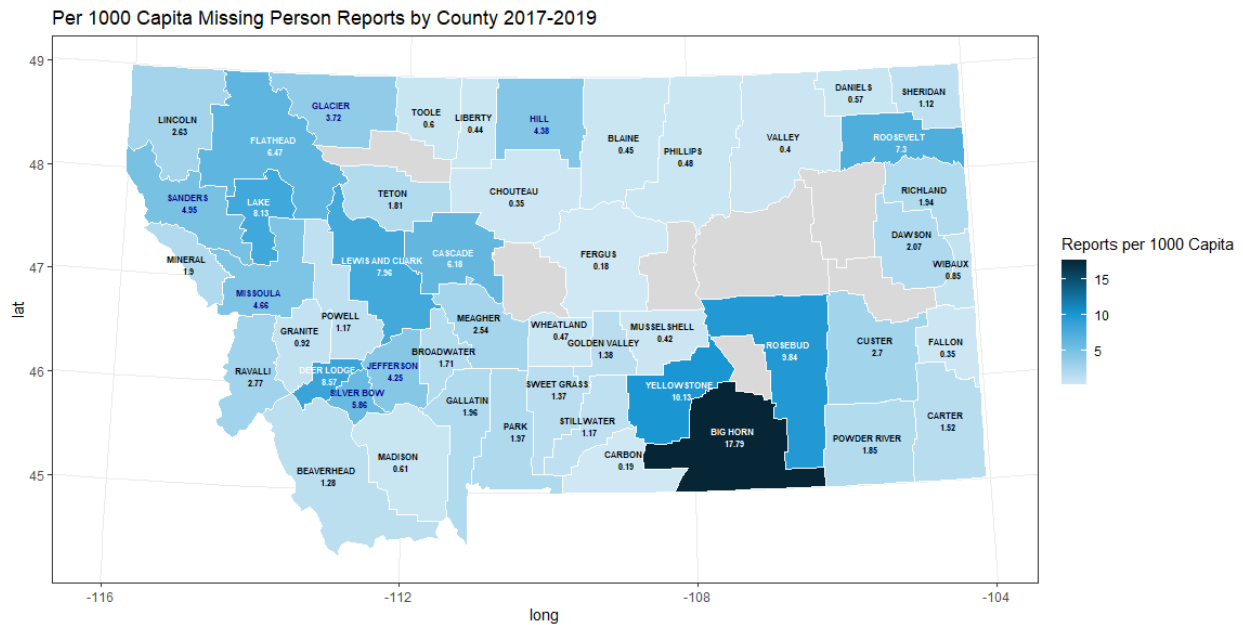 Per 1000 Capita Missing Person Reports by County 2017-2019
49
48
47
46
45
lat
DANIELS
0.57
SHERIDAN
1.12
GLACIER
3.72
TOOLE
0.6
LIBERTY
0.44
HILL
4.38
LINCOLN
2.63
FLATHEAD
6.47
BLAINE
0.45
PHILLIPS
0.48
VALLEY
0.4
ROOSEVELT
7.3
SANDERS
4.95
LAKE
8.13
TETON
1.81
CHOUTEAU
0.35
RICHLAND
1.94
DAWSON
2.07
MINERAL
1.9
LEWIS AND CLARK
7.96
CASCADE
6.18
FERGUS
0.18
WIBAUX
0.85
MISSOULA
4.66
POWELL
1.17
GRANITE
0.92
MEAGHER
2.54
WHEATLAND
0.47
GOLDEN VALLEY
1.38
MUSSELSHELL
0.42
ROSEBUD
9.84
CUSTER
2.7
FALLON
0.35
RAVALLI
2.77
DEER LODGE
8.57
JEFFERSON
4.25
BROADWATER
1.71
SILVER BOW
5.86
GALLATIN
1.96
SWEET GRASS
1.37
YELLOWSTONE
10.13
PARK
1.97
STILLWATER
1.17
BIG HORN
17.79
POWDER RIVER
1.85
CARTER
1.52
BEAVERHEAD
1.28
MADISON
0.61
CARBON
0.19
-116
-112
-108
-104
long
Reports per 1000 Capita
15
10
5